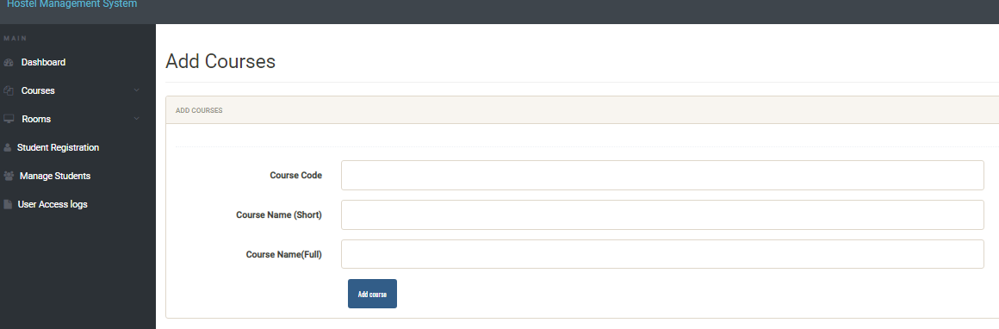 Hostel Management System
MAIN
Dashboard
Courses
Rooms
Student Registration
Manage Students
User Access logs
Add Courses
ADD COURSES
Course Code
Course Name (Short)
Course Name(Full)
Add course